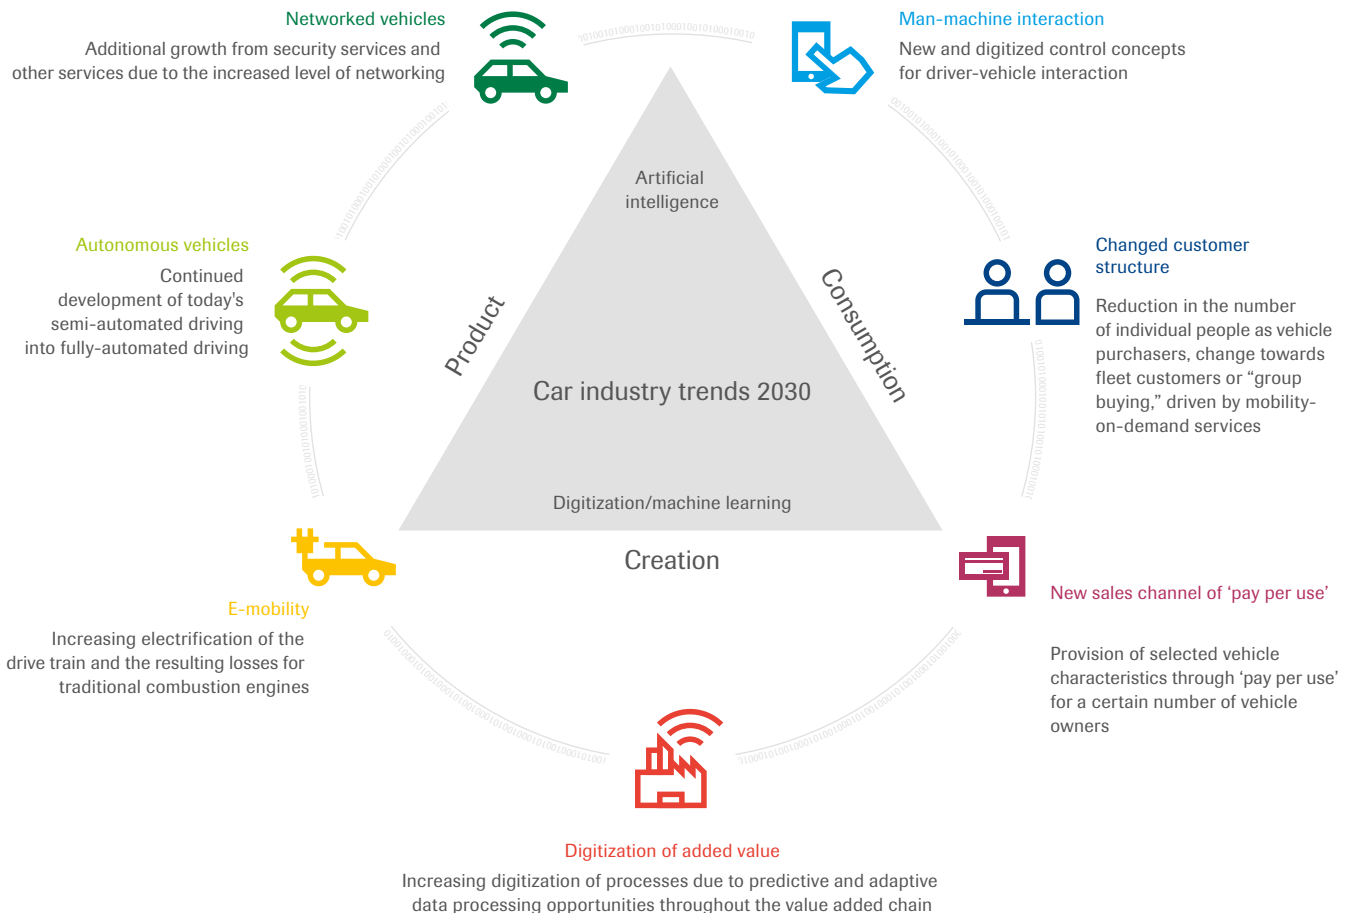 Networked vehicles
Additional growth from security services and
other services due to the increased level of networking
Man-machine interaction
New and digitized control concepts
for driver-vehicle interaction
Artificial
intelligence
Autonomous vehicles
Continued
development of today's
semi-automated driving
into fully-automated driving
Product
Consumption
Changed customer
structure
Reduction in the number
of individual people as vehicle
purchasers, change towards
fleet customers or “group
buying,” driven by mobility-
on-demand services
Car industry trends 2030
Digitization/machine learning
Creation
E-mobility
Increasing electrification of the
drive train and the resulting losses for
traditional combustion engines
New sales channel of ‘pay per use’
Provision of selected vehicle
characteristics through ‘pay per use’
for a certain number of vehicle
owners
Digitization of added value
Increasing digitization of processes due to predictive and adaptive
data processing opportunities throughout the value added chain